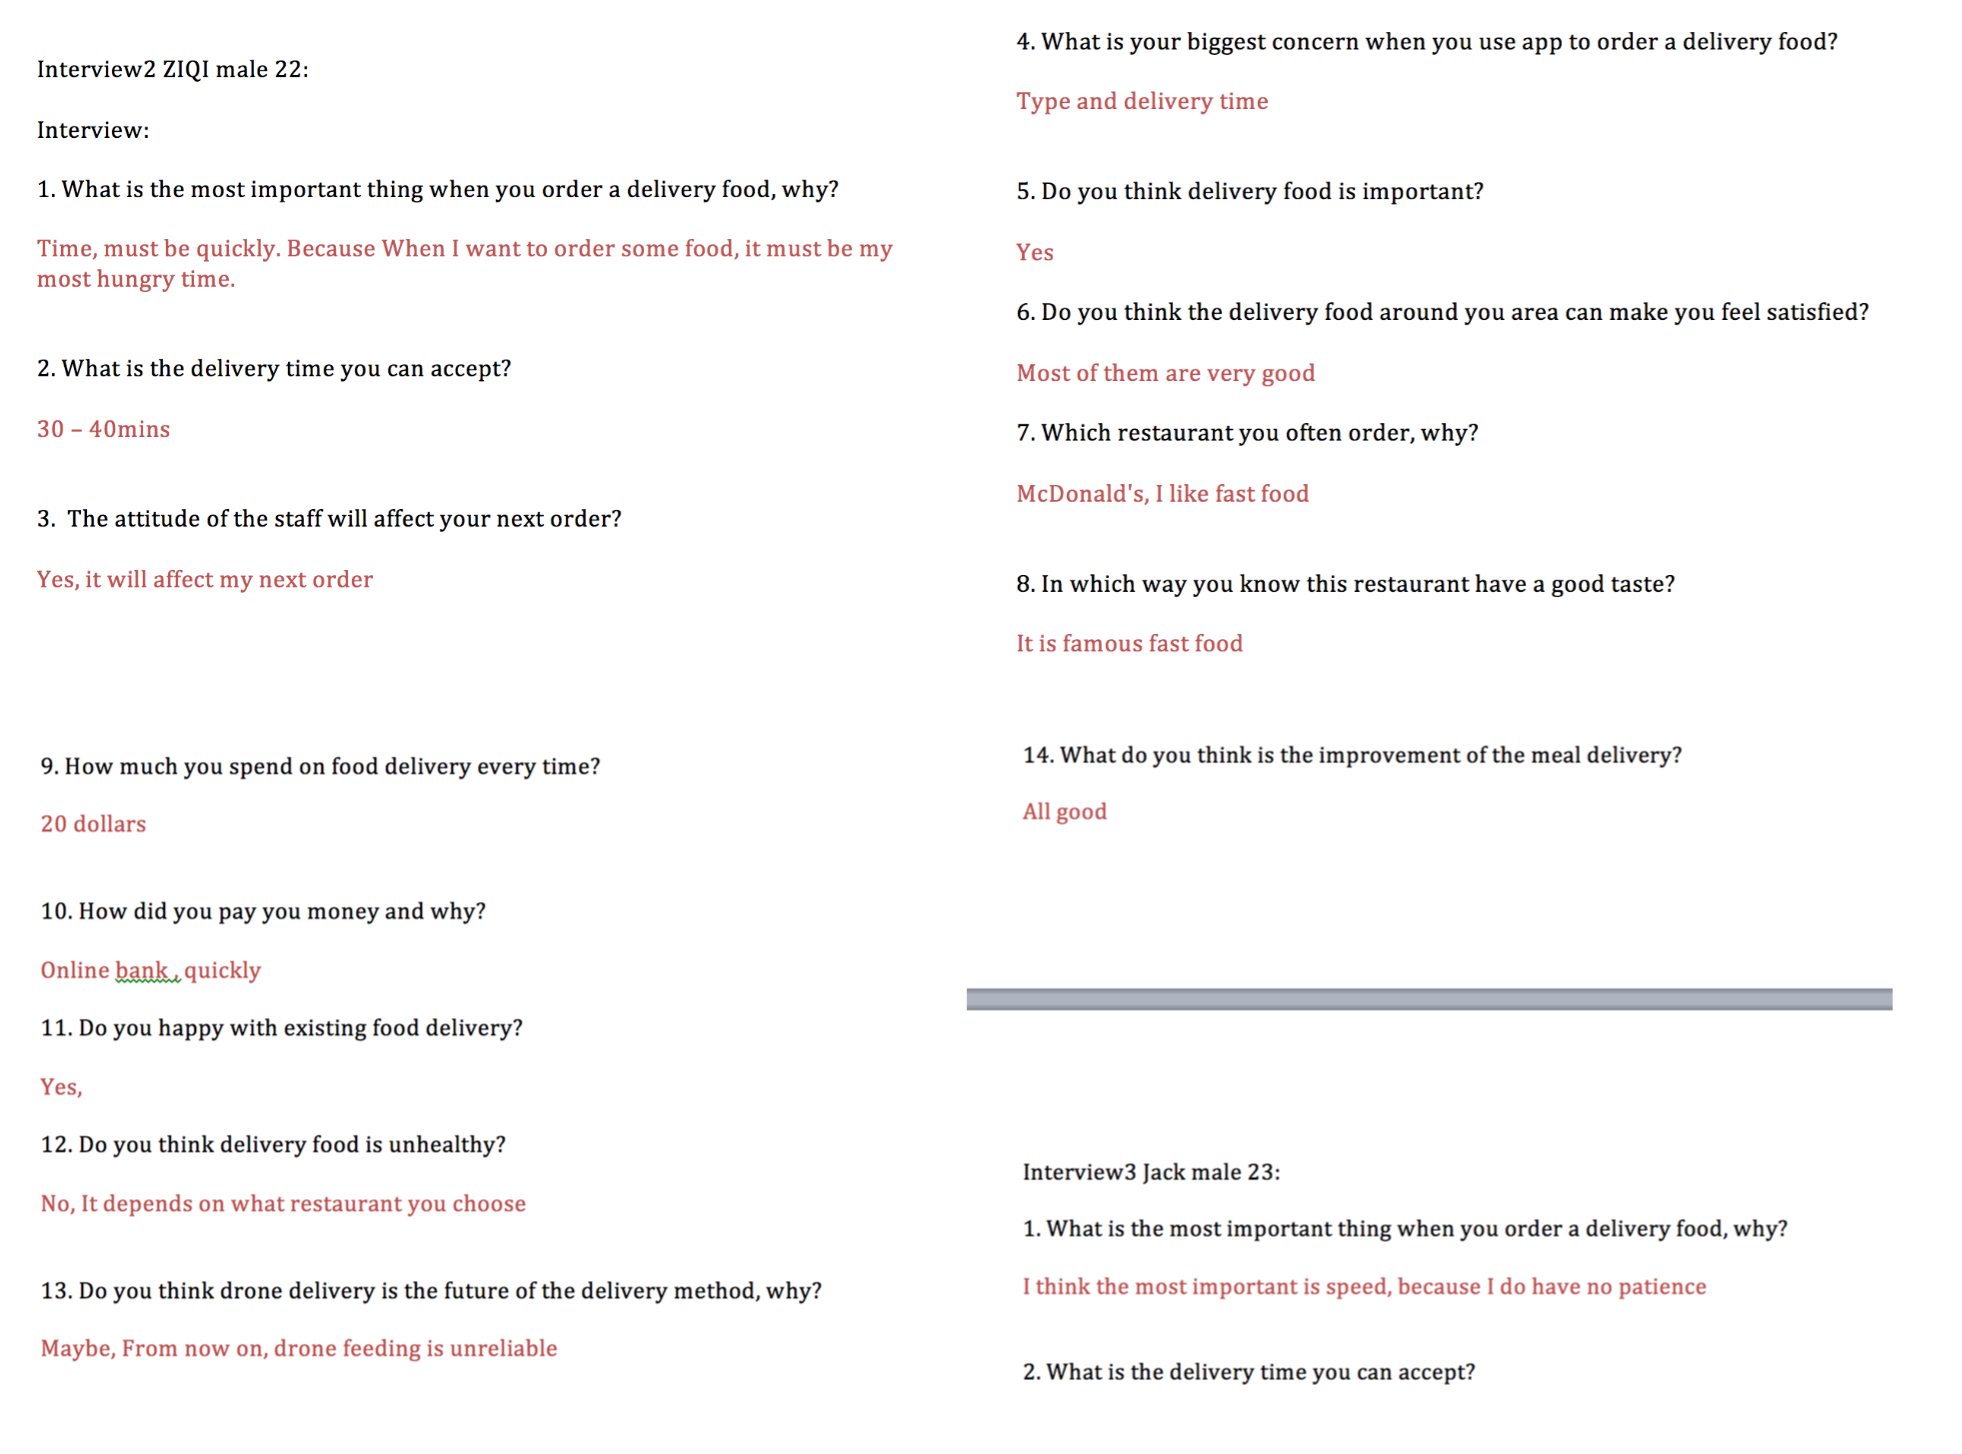 Interview2 ZIQI male 22:
Interview:
1. What is the most important thing when you order a delivery food, why?
Time, must be quickly. Because When I want to order some food, it must be my
most hungry time.
2. What is the delivery time you can accept?
30 – 40mins
3.  The attitude of the staff will affect your next order?
Yes, it will affect my next order
4. What is your biggest concern when you use app to order a delivery food?
Type and delivery time
5. Do you think delivery food is important?
Yes
6. Do you think the delivery food around you area can make you feel satisfied?
Most of them are very good
7. Which restaurant you often order, why?
McDonald's, I like fast food
8. In which way you know this restaurant have a good taste?
It is famous fast food
9. How much you spend on food delivery every time?
20 dollars
10. How did you pay you money and why?
Online bank , quickly
11. Do you happy with existing food delivery?
Yes,
12. Do you think delivery food is unhealthy?
No, It depends on what restaurant you choose
13. Do you think drone delivery is the future of the delivery method, why?
Maybe, From now on, drone feeding is unreliable
14. What do you think is the improvement of the meal delivery?
All good
Interview3 Jack male 23:
1. What is the most important thing when you order a delivery food, why?
I think the most important is speed, because I do have no patience
2. What is the delivery time you can accept?